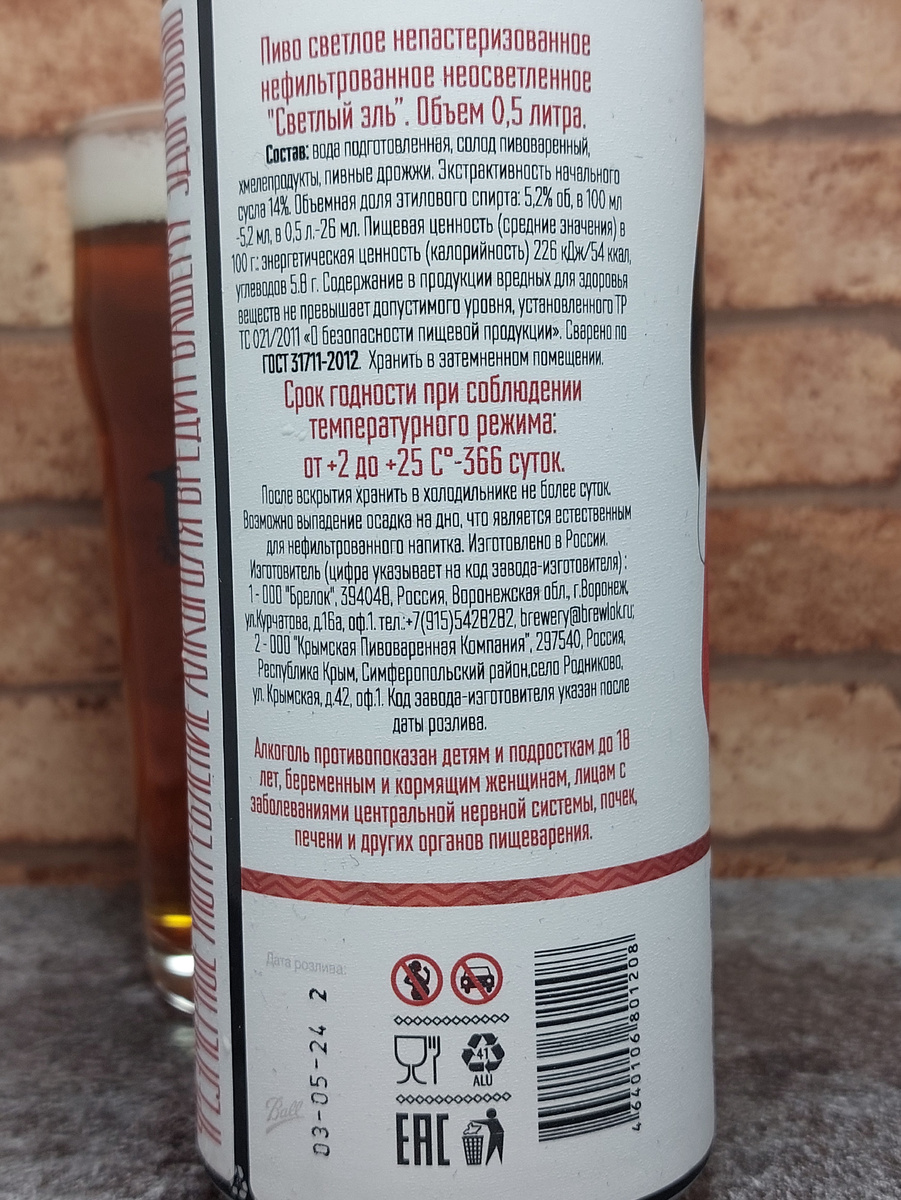 Пиво светлое непастеризованное
нефильтрованное неосветленное
"Светлый эль". Объем 0,5 литра.
Состав: вода подготовленная, солод пивоваренный,
хмелепродукты, пивные дрожжи. Экстрактивность начального
сусла 14%. Объемная доля этилового спирта: 5,2% об, в 100 мл
-5,2 мл, в 0,5 л.-26 мл. Пищевая ценность (средние значения) в
100 г.: энергетическая ценность (калорийность) 226 кДж/54 ккал,
углеводов 5.8 г. Содержание в продукции вредных для здоровья
веществ не превышает допустимого уровня, установленного ТР
ТС 021/2011 «О безопасности пищевой продукции». Сварено по
ГОСТ 31711-2012. Хранить в затемненном помещении.
Срок годности при соблюдении
температурного режима:
от +2 до +25 С°-366 суток.
После вскрытия хранить в холодильнике не более суток.
Возможно выпадение осадка на дно, что является естественным
для нефильтрованного напитка. Изготовлено в России.
Изготовитель (цифра указывает на код завода-изготовителя) :
1 - ООО "Брелок", 394048, Россия, Воронежская обл., г.Воронеж,
ул.Курчатова, д.16а, оф.1. тел.:+7(915)5428282, brewery@brewlok.ru;
2 - ООО "Крымская Пивоваренная Компания", 297540, Россия,
Республика Крым, Симферопольский район,село Родниково,
ул. Крымская, д.42, оф.1. Код завода-изготовителя указан после
даты розлива.
Алкоголь противопоказан детям и подросткам до 18
лет, беременным и кормящим женщинам, лицам с
заболеваниями центральной нервной системы, почек,
печени и других органов пищеварения.
Дата розлива:
03-05-24 2
Ball
41
ALU
EAC
4640106801208
ЧРЕЗМЕРНОЕ ПОТРЕБЛЕНИЕ АЛКОГОЛЯ ВРЕДИТ ВАШЕМУ ЗДОРОВЬЮ